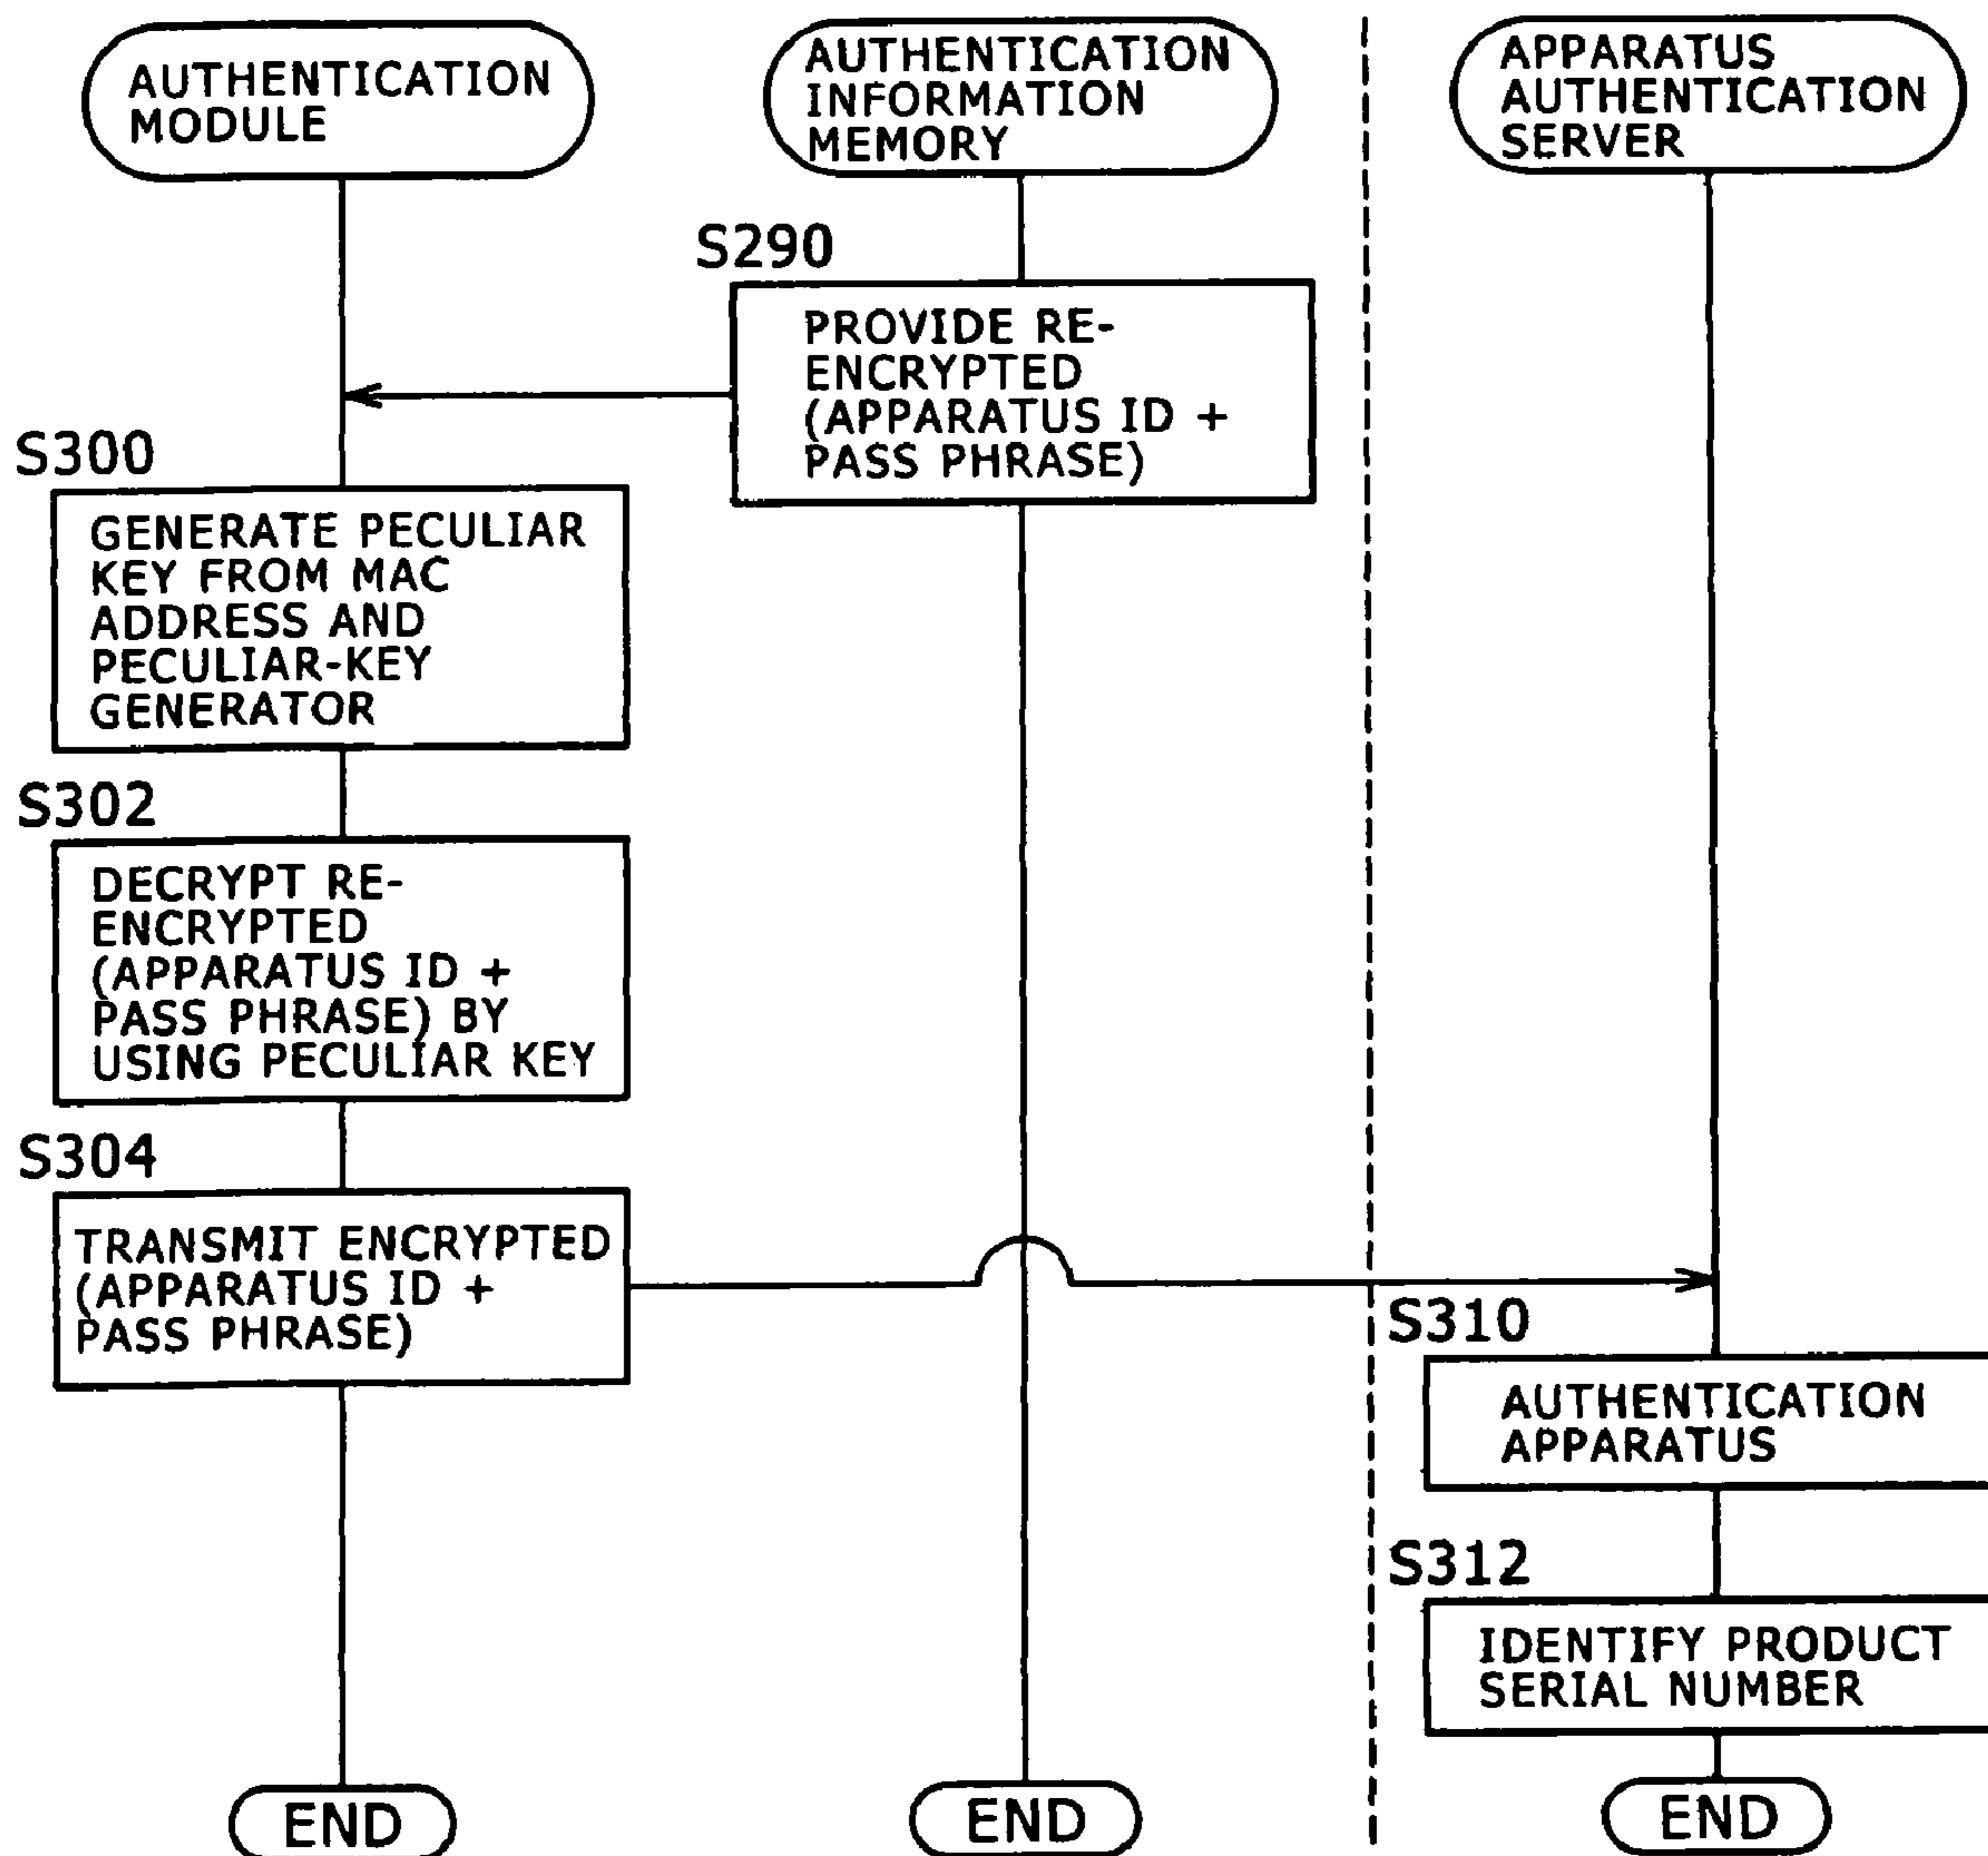 AUTHENTICATION
MODULE
AUTHENTICATION
INFORMATION
MEMORY
APPARATUS
AUTHENTICATION
SERVER
S290
PROVIDE RE-
ENCRYPTED
(APPARATUS ID +
PASS PHRASE)
S300
GENERATE PECULIAR
KEY FROM MAC
ADDRESS AND
PECULIAR-KEY
GENERATOR
S302
DECRYPT RE-
ENCRYPTED
(APPARATUS ID +
PASS PHRASE) BY
USING PECULIAR KEY
S304
TRANSMIT ENCRYPTED
(APPARATUS ID +
PASS PHRASE)
S310
AUTHENTICATION
APPARATUS
S312
IDENTIFY PRODUCT
SERIAL NUMBER
END
END
END